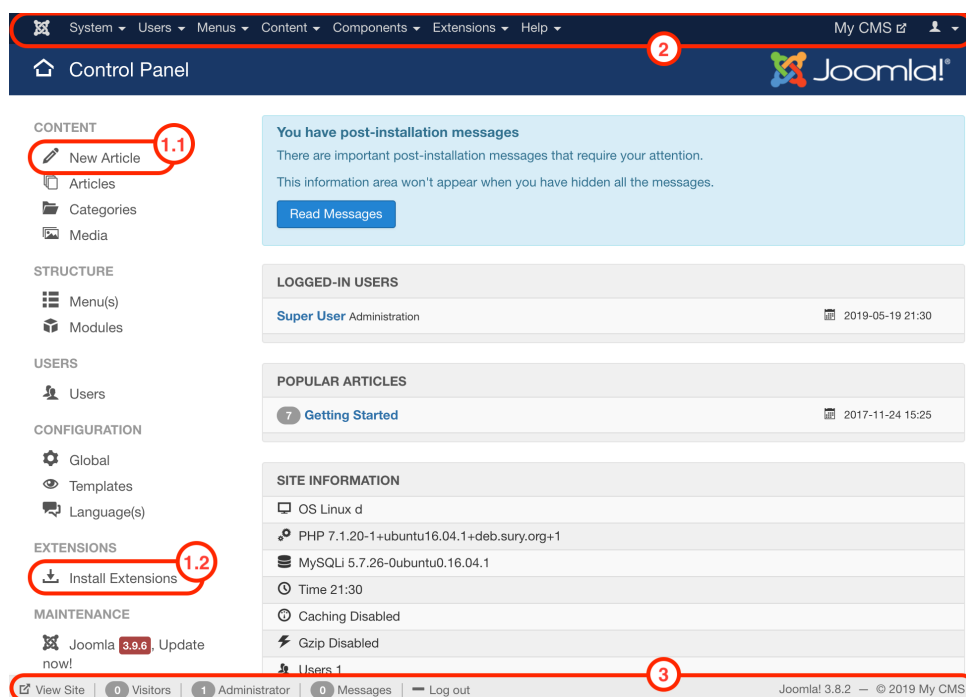 System Users Menus Content Components Extensions Help My CMS
2
Control Panel Joomla!®
CONTENT
1.1
New Article
Articles
Categories
Media
STRUCTURE
Menu(s)
Modules
USERS
Users
CONFIGURATION
Global
Templates
Language(s)
EXTENSIONS
1.2
Install Extensions
MAINTENANCE
Joomla 3.9.6, Update
now!
You have post-installation messages
There are important post-installation messages that require your attention.
This information area won't appear when you have hidden all the messages.
Read Messages
LOGGED-IN USERS
Super User Administration 2019-05-19 21:30
POPULAR ARTICLES
7 Getting Started 2017-11-24 15:25
SITE INFORMATION
OS Linux d
PHP 7.1.20-1+ubuntu16.04.1+deb.sury.org+1
MySQLi 5.7.26-0ubuntu0.16.04.1
Time 21:30
Caching Disabled
Gzip Disabled
Users 1
3
View Site 0 Visitors 1 Administrator 0 Messages Log out Joomla! 3.8.2 — © 2019 My CMS